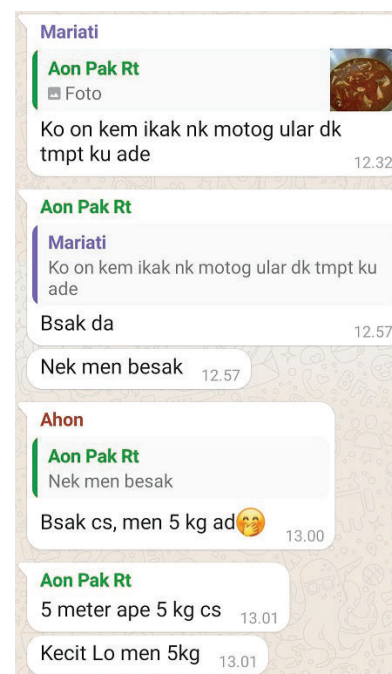 Mariati
Aon Pak Rt
Foto
Ko on kem ikak nk motog ular dk
tmpt ku ade
12.32
Aon Pak Rt
Mariati
Ko on kem ikak nk motog ular dk tmpt ku
ade
Bsak da
12.57
Nek men besak 12.57
Ahon
Aon Pak Rt
Nek men besak
Bsak cs, men 5 kg ad🤭
13.00
Aon Pak Rt
5 meter ape 5 kg cs 13.01
Kecit Lo men 5kg 13.01